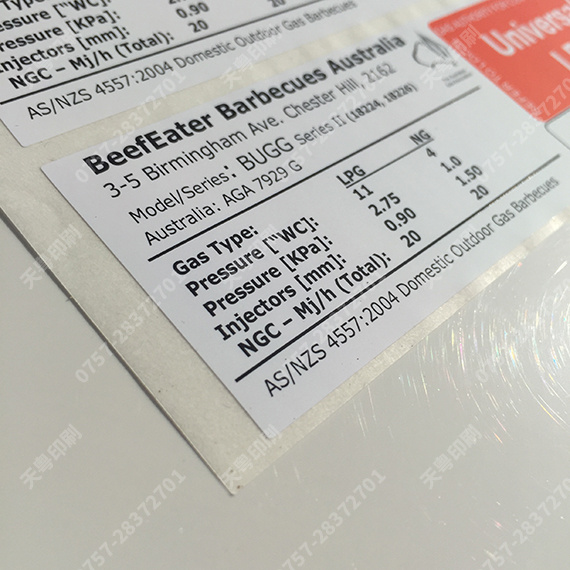 essure ["WC]:
Pressure [KPa]:
Injectors [mm]: 0.90
NGC – Mj/h (Total): 20
AS/NZS 4557:2004 Domestic Outdoor Gas Barbecues
BeefEater Barbecues Australia
3-5 Birmingham Ave. Chester Hill, 2162
Model/Series: BUGG Series II (18224, 18226)
Australia: AGA 7929 G
LPG NG
Gas Type: 11 4
Pressure ["WC]: 2.75 1.0
Pressure [KPa]: 0.90 1.50
Injectors [mm]: 20 20
NGC – Mj/h (Total):
AS/NZS 4557:2004 Domestic Outdoor Gas Barbecues
Univers
天粤印刷
0757-28372701